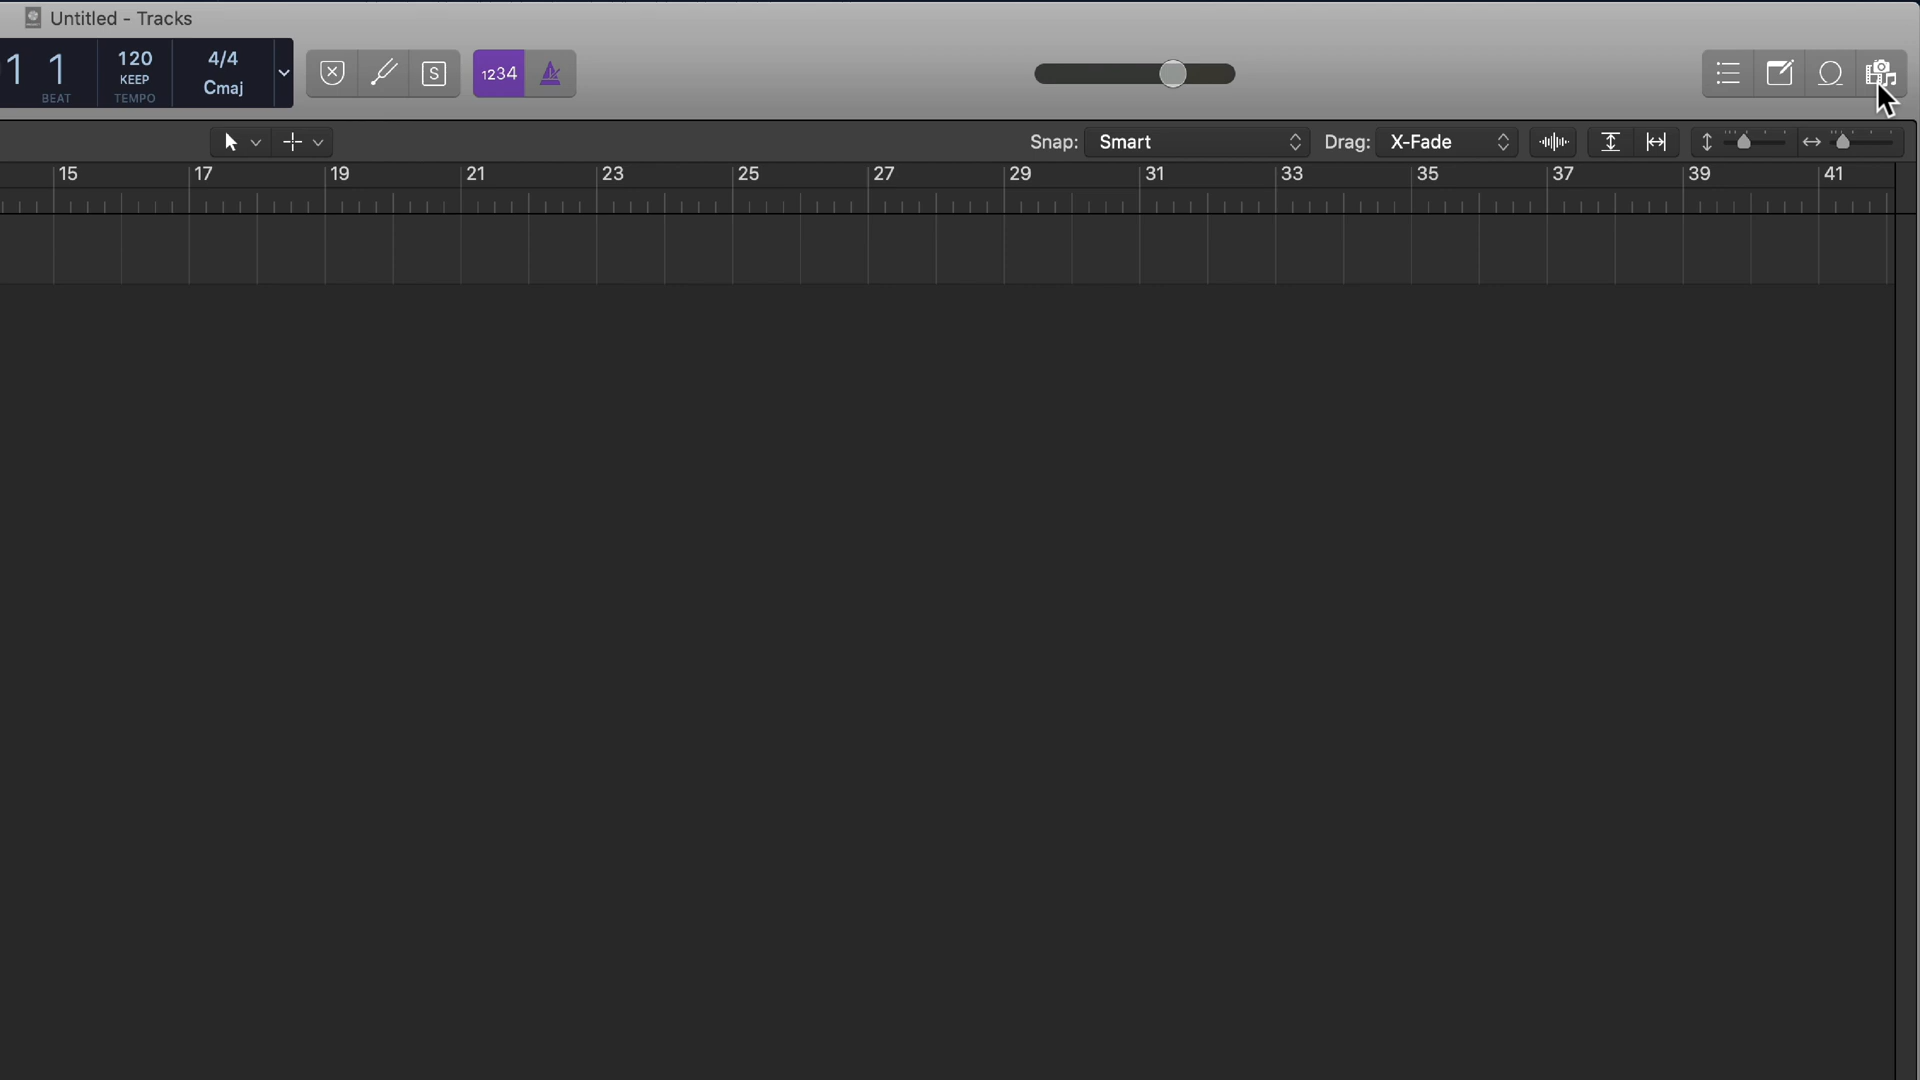 Untitled - Tracks
1 1 120 4/4
KEEP Cmaj
BEAT TEMPO
S 1234
Snap: Smart Drag: X-Fade
15 17 19 21 23 25 27 29 31 33 35 37 39 41